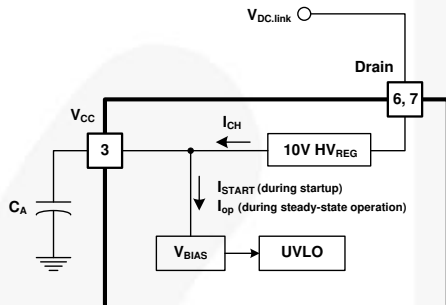 V_DC.link
Drain
6, 7
V_CC
3
I_CH
10V HV_REG
I_START (during startup)
I_op (during steady-state operation)
C_A
V_BIAS
UVLO